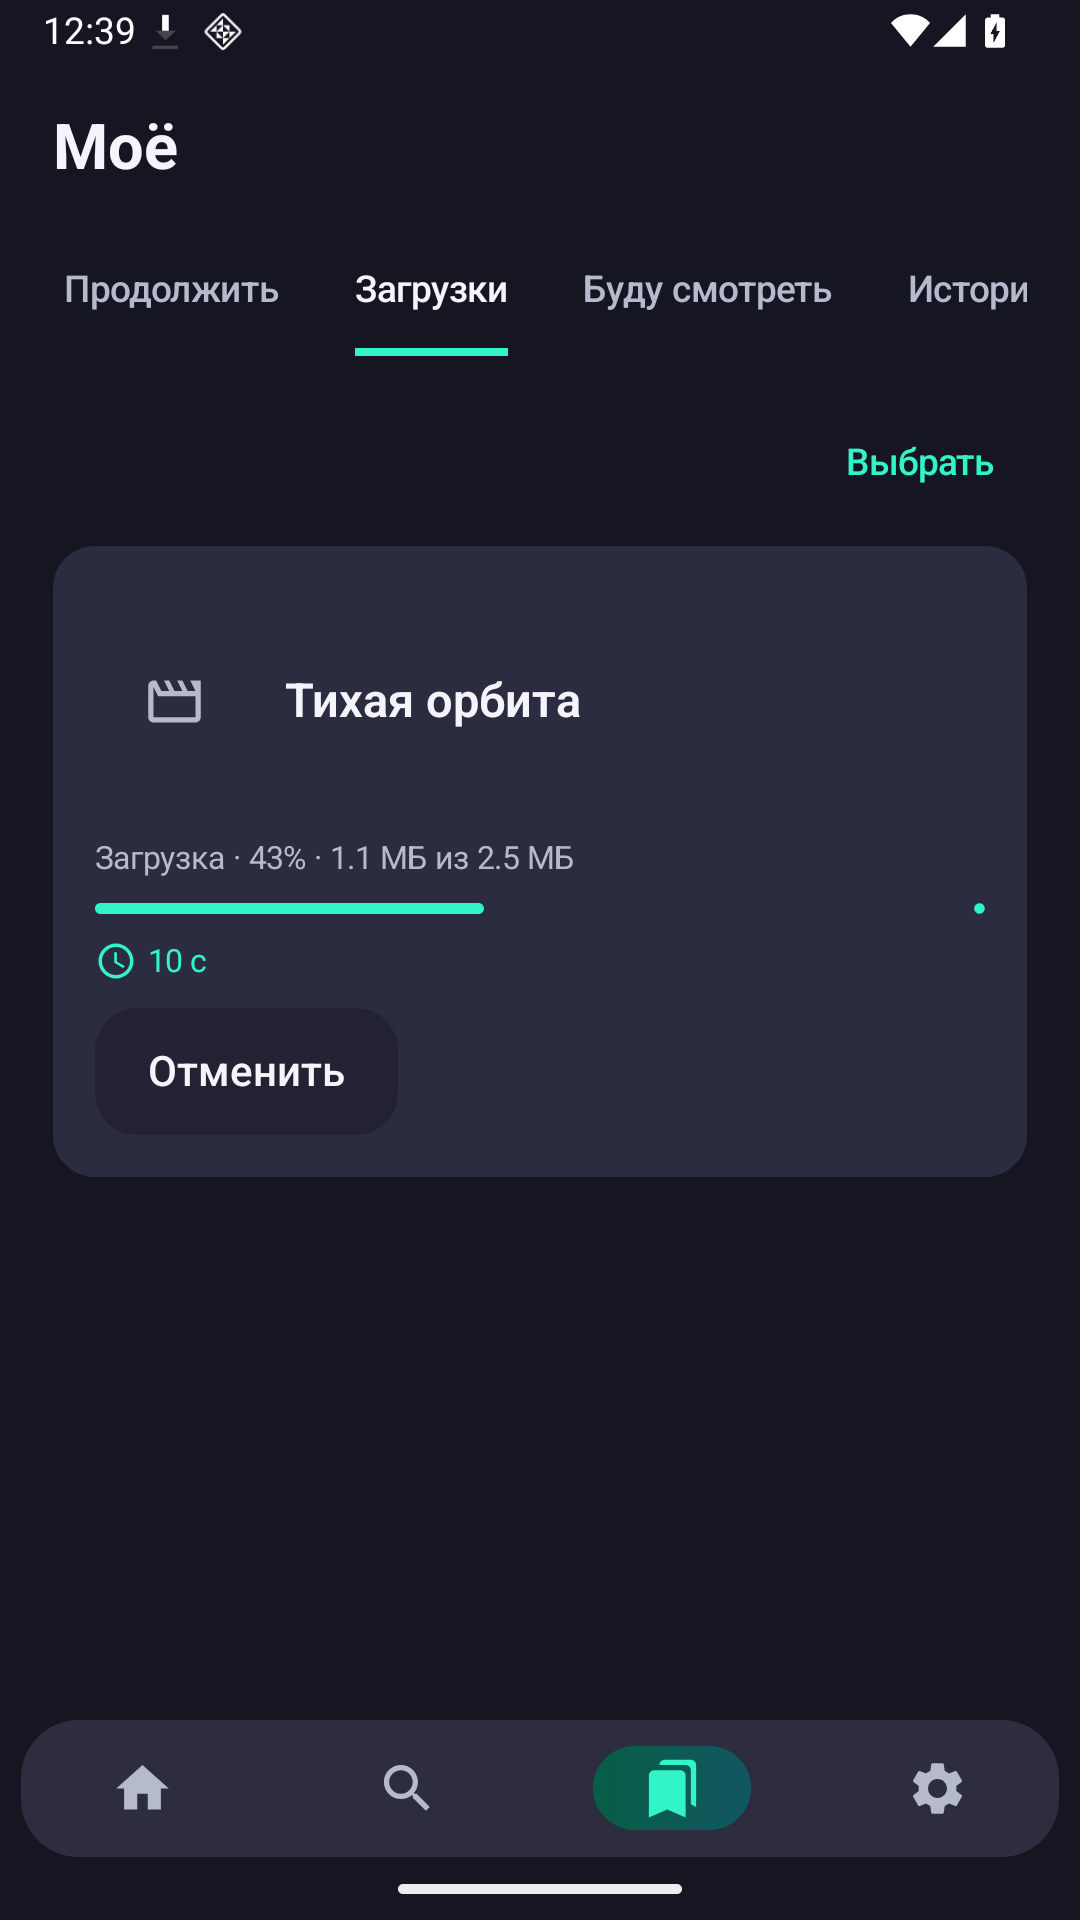 12:39
Моё
Продолжить Загрузки Буду смотреть Истори
Выбрать
Тихая орбита
Загрузка · 43% · 1.1 МБ из 2.5 МБ
10 с
Отменить